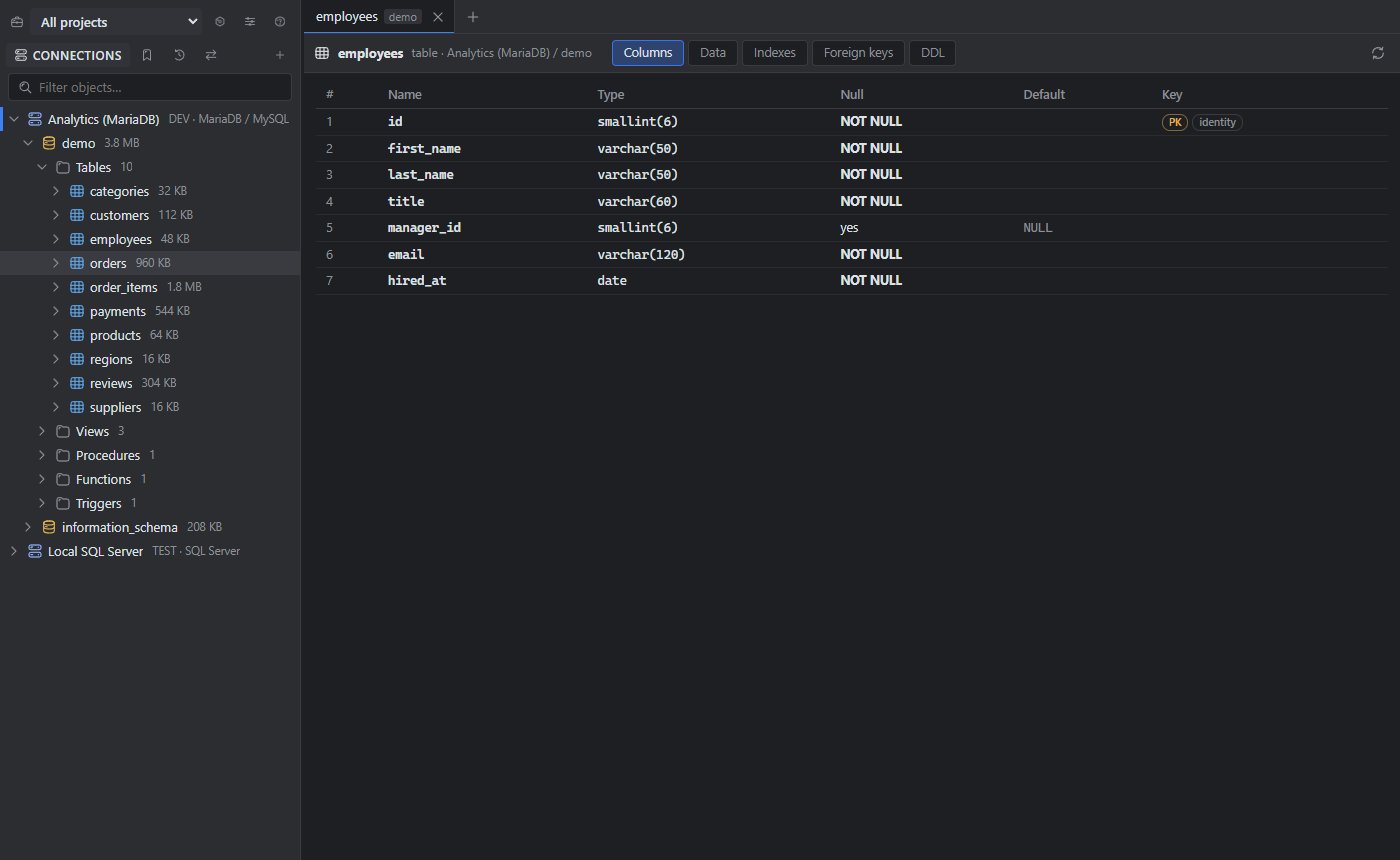 All projects
CONNECTIONS
Filter objects...
Analytics (MariaDB) DEV · MariaDB / MySQL
demo 3.8 MB
Tables 10
categories 32 KB
customers 112 KB
employees 48 KB
orders 960 KB
order_items 1.8 MB
payments 544 KB
products 64 KB
regions 16 KB
reviews 304 KB
suppliers 16 KB
Views 3
Procedures 1
Functions 1
Triggers 1
information_schema 208 KB
Local SQL Server TEST · SQL Server
employees demo
employees table · Analytics (MariaDB) / demo Columns Data Indexes Foreign keys DDL
# Name Type Null Default Key
1 id smallint(6) NOT NULL PK identity
2 first_name varchar(50) NOT NULL
3 last_name varchar(50) NOT NULL
4 title varchar(60) NOT NULL
5 manager_id smallint(6) yes NULL
6 email varchar(120) NOT NULL
7 hired_at date NOT NULL